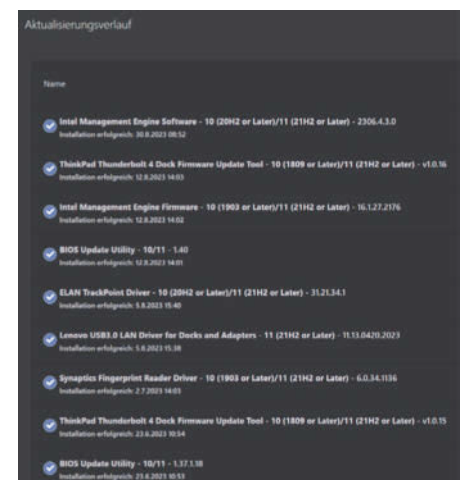 Aktualisierungsverlauf
Name
Intel Management Engine Software - 10 (20H2 or Later)/11 (21H2 or Later) - 2306.4.3.0
Installation erfolgreich: 30.8.2023 08:52
ThinkPad Thunderbolt 4 Dock Firmware Update Tool - 10 (1809 or Later)/11 (21H2 or Later) - v1.0.16
Installation erfolgreich: 12.8.2023 14:03
Intel Management Engine Firmware - 10 (1903 or Later)/11 (21H2 or Later) - 16.1.27.2176
Installation erfolgreich: 12.8.2023 14:02
BIOS Update Utility - 10/11 - 1.40
Installation erfolgreich: 12.8.2023 14:01
ELAN TrackPoint Driver - 10 (20H2 or Later)/11 (21H2 or Later) - 31.21.34.1
Installation erfolgreich: 5.8.2023 15:40
Lenovo USB3.0 LAN Driver for Docks and Adapters - 11 (21H2 or Later) - 11.13.0420.2023
Installation erfolgreich: 5.8.2023 15:38
Synaptics Fingerprint Reader Driver - 10 (1903 or Later)/11 (21H2 or Later) - 6.0.34.1136
Installation erfolgreich: 2.7.2023 14:03
ThinkPad Thunderbolt 4 Dock Firmware Update Tool - 10 (1809 or Later)/11 (21H2 or Later) - v1.0.15
Installation erfolgreich: 23.6.2023 10:54
BIOS Update Utility - 10/11 - 1.37.1.18
Installation erfolgreich: 23.6.2023 10:53